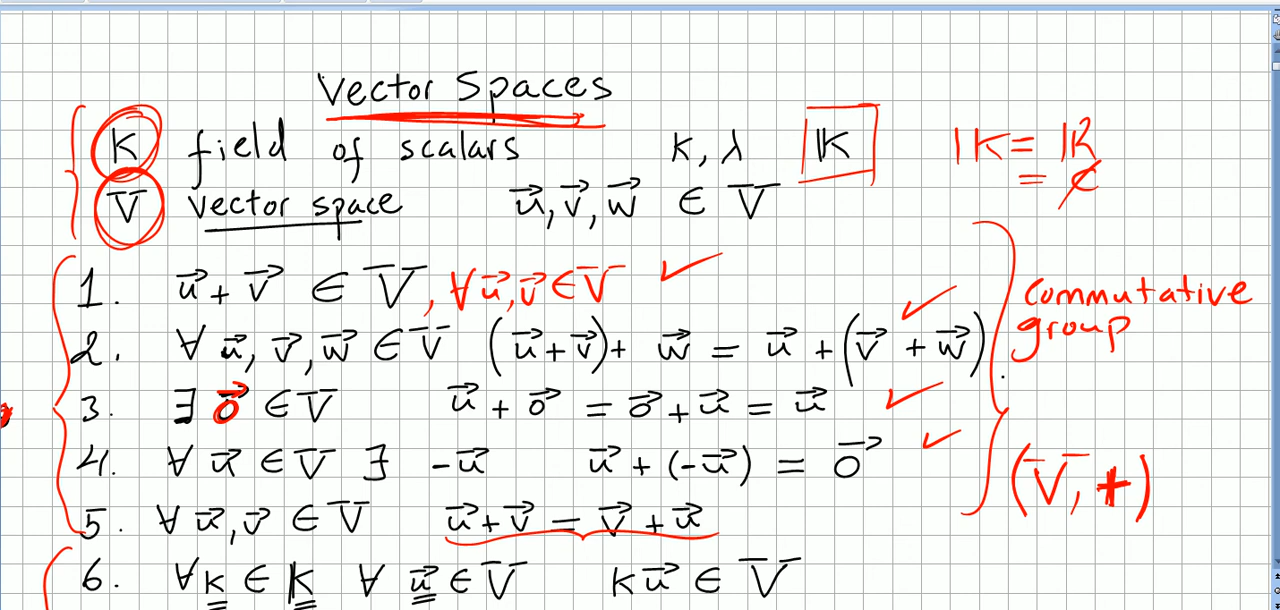 Vector Spaces
K field of scalars k, λ 𝕂 𝕂 = ℝ
= ℂ
V vector space u⃗, v⃗, w⃗ ∈ V
1. u⃗ + v⃗ ∈ V, ∀ u⃗, v⃗ ∈ V ✓
commutative group
2. ∀ u⃗, v⃗, w⃗ ∈ V (u⃗ + v⃗) + w⃗ = u⃗ + (v⃗ + w⃗) ✓
3. ∃ 0⃗ ∈ V u⃗ + 0⃗ = 0⃗ + u⃗ = u⃗ ✓
4. ∀ u⃗ ∈ V ∃ -u⃗ u⃗ + (-u⃗) = 0⃗ ✓
(V, +)
5. ∀ u⃗, v⃗ ∈ V u⃗ + v⃗ = v⃗ + u⃗
6. ∀ k ∈ K ∀ u⃗ ∈ V k u⃗ ∈ V